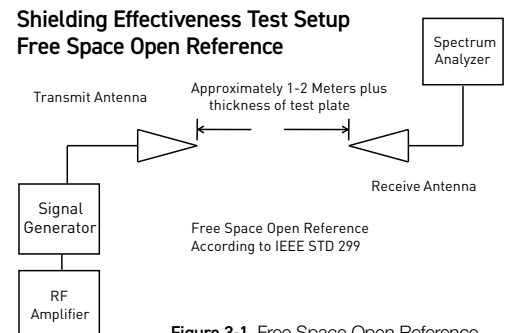 Shielding Effectiveness Test Setup
Free Space Open Reference
Spectrum
Analyzer
Transmit Antenna
Approximately 1-2 Meters plus
thickness of test plate
Receive Antenna
Signal
Generator
Free Space Open Reference
According to IEEE STD 299
RF
Amplifier
Figure 3-1 Free Space Open Reference